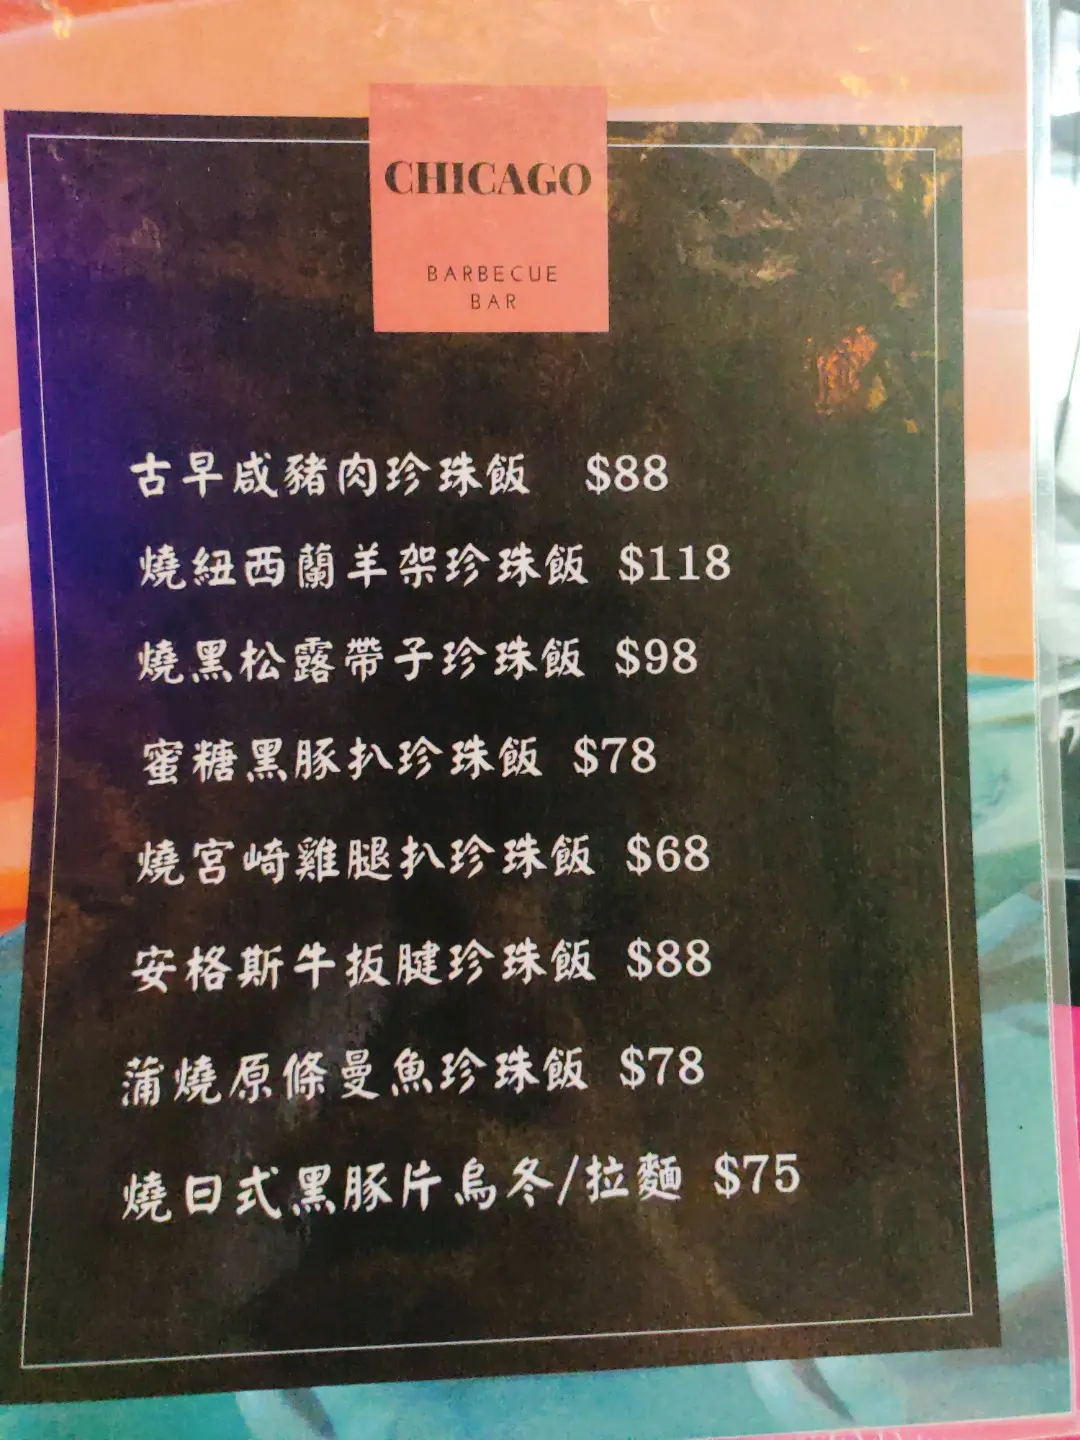 CHICAGO
BARBECUE
BAR
古早咸豬肉珍珠飯 $88
燒紐西蘭羊架珍珠飯 $118
燒黑松露帶子珍珠飯 $98
蜜糖黑豚扒珍珠飯 $78
燒宮崎雞腿扒珍珠飯 $68
安格斯牛扳腱珍珠飯 $88
蒲燒原條曼魚珍珠飯 $78
燒日式黑豚片烏冬/拉麵 $75